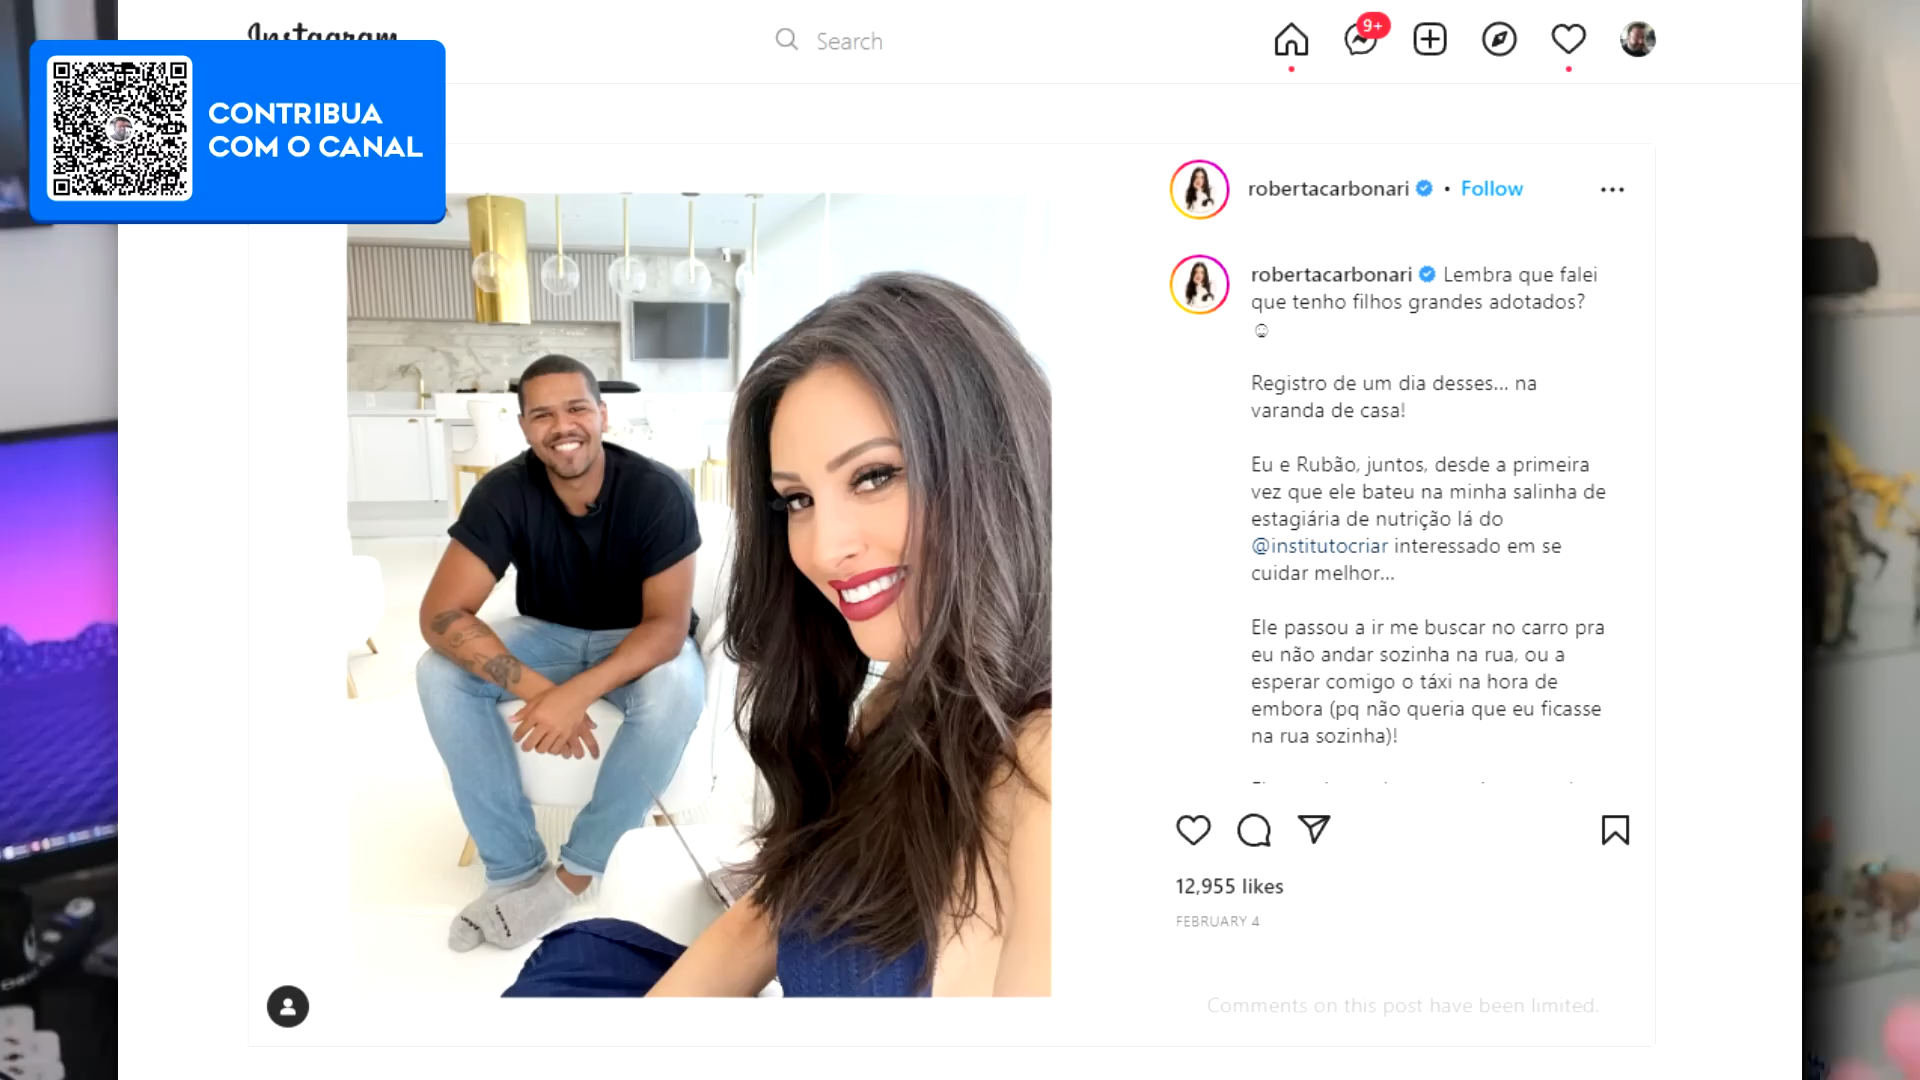 Instagram
Search
9+
CONTRIBUA
COM O CANAL
robertacarbonari • Follow
robertacarbonari Lembra que falei
que tenho filhos grandes adotados?
☺
Registro de um dia desses... na
varanda de casa!
Eu e Rubão, juntos, desde a primeira
vez que ele bateu na minha salinha de
estagiária de nutrição lá do
@institutocriar interessado em se
cuidar melhor...
Ele passou a ir me buscar no carro pra
eu não andar sozinha na rua, ou a
esperar comigo o táxi na hora de
embora (pq não queria que eu ficasse
na rua sozinha)!
12,955 likes
FEBRUARY 4
Comments on this post have been limited.